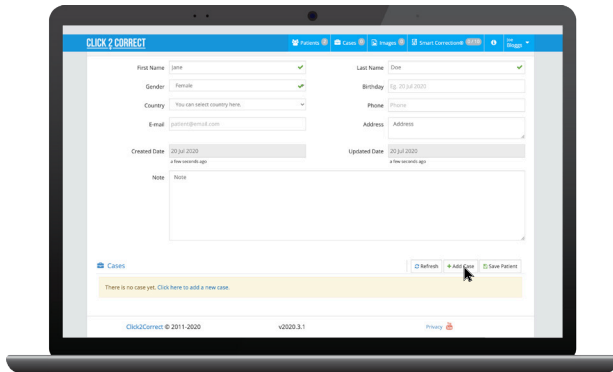 CLICK 2 CORRECT Patients Cases Images Smart Correction® Joe Bloggs
First Name Jane Last Name Doe
Gender Female Birthday Eg. 20 Jul 2020
Country You can select country here. Phone Phone
E-mail patient@email.com Address Address
Created Date 20 Jul 2020 Updated Date 20 Jul 2020
a few seconds ago a few seconds ago
Note Note
Cases Refresh + Add Case Save Patient
There is no case yet. Click here to add a new case.
Click2Correct © 2011-2020 v2020.3.1 Privacy